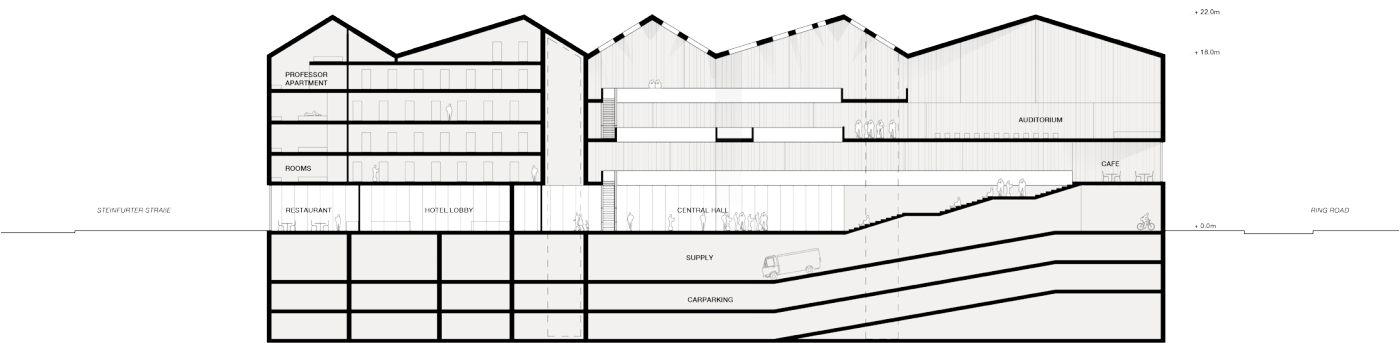 + 22.0m
+ 18.0m
PROFESSOR
APARTMENT
AUDITORIUM
ROOMS
CAFE
STEINFURTER STRAßE
RESTAURANT
HOTEL LOBBY
CENTRAL HALL
RING ROAD
+ 0.0m
SUPPLY
CARPARKING